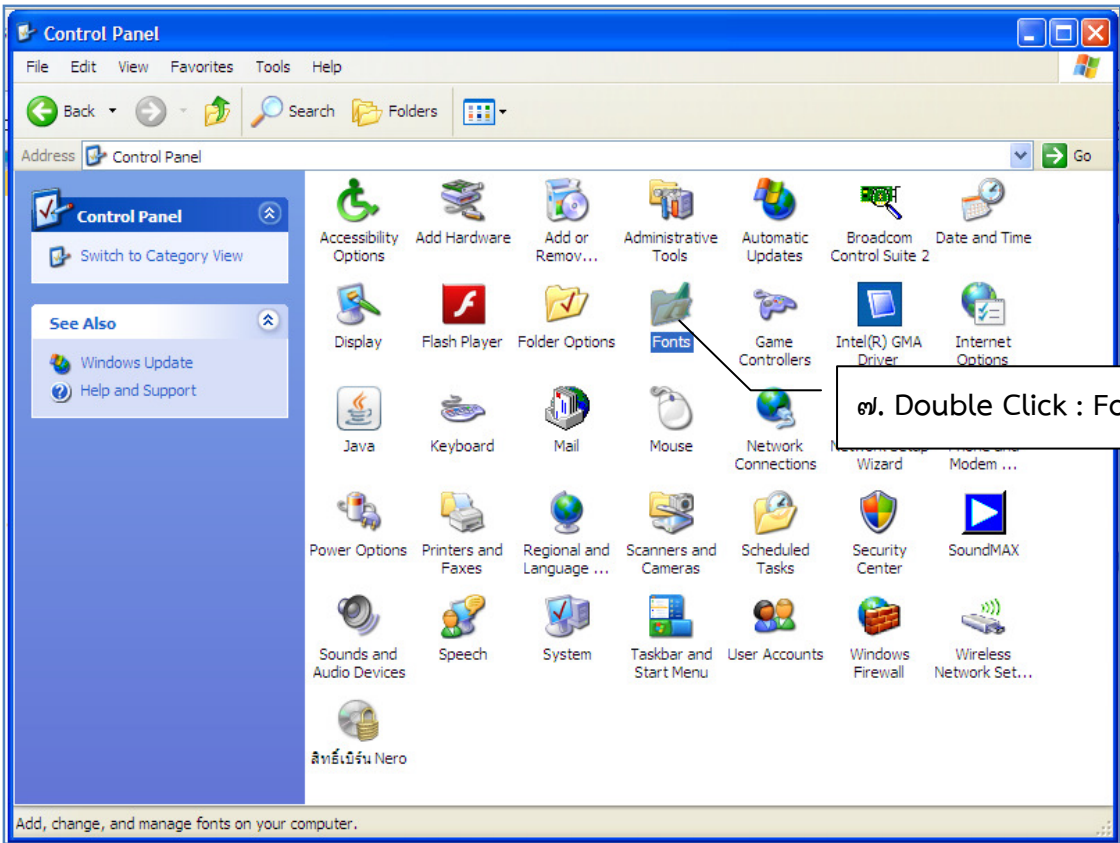 Control Panel
File Edit View Favorites Tools Help
Back Search Folders
Address Control Panel Go
Control Panel
Switch to Category View
See Also
Windows Update
Help and Support
Accessibility Options
Add Hardware
Add or Remov...
Administrative Tools
Automatic Updates
Broadcom Control Suite 2
Date and Time
Display
Flash Player
Folder Options
Fonts
Game Controllers
Intel(R) GMA Driver
Internet Options
๗. Double Click : Fo
Java
Keyboard
Mail
Mouse
Network Connections
Wizard
Modem ...
Power Options
Printers and Faxes
Regional and Language ...
Scanners and Cameras
Scheduled Tasks
Security Center
SoundMAX
Sounds and Audio Devices
Speech
System
Taskbar and Start Menu
User Accounts
Windows Firewall
Wireless Network Set...
สิทธิ์เบิร์น Nero
Add, change, and manage fonts on your computer.